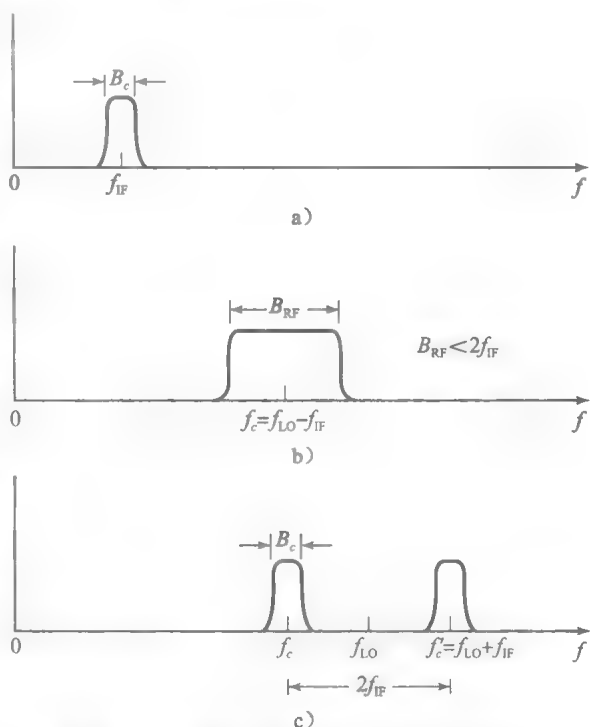 B_c
0
f_IF
f
a）
B_RF
B_RF<2f_IF
0
f_c=f_LO−f_IF
f
b）
B_c
0
f_c
f_LO
f′_c=f_LO+f_IF
f
2f_IF
c）